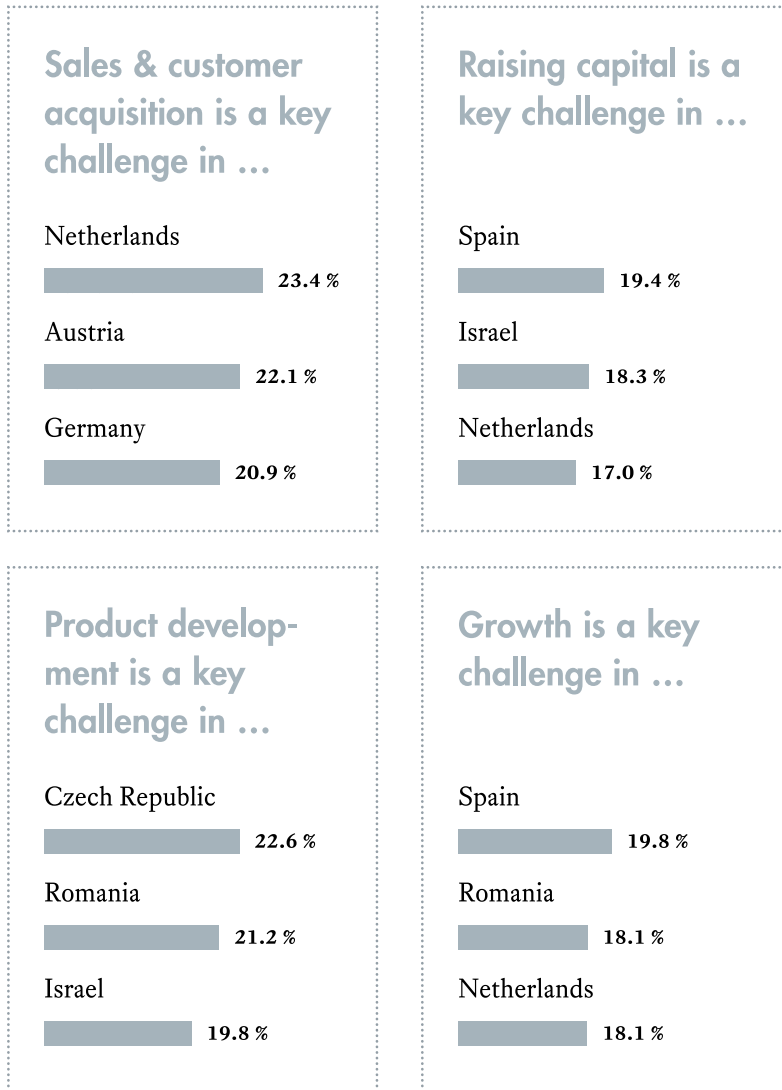 Sales & customer
acquisition is a key
challenge in …
Netherlands
23.4 %
Austria
22.1 %
Germany
20.9 %
Raising capital is a
key challenge in …
Spain
19.4 %
Israel
18.3 %
Netherlands
17.0 %
Product develop-
ment is a key
challenge in …
Czech Republic
22.6 %
Romania
21.2 %
Israel
19.8 %
Growth is a key
challenge in …
Spain
19.8 %
Romania
18.1 %
Netherlands
18.1 %